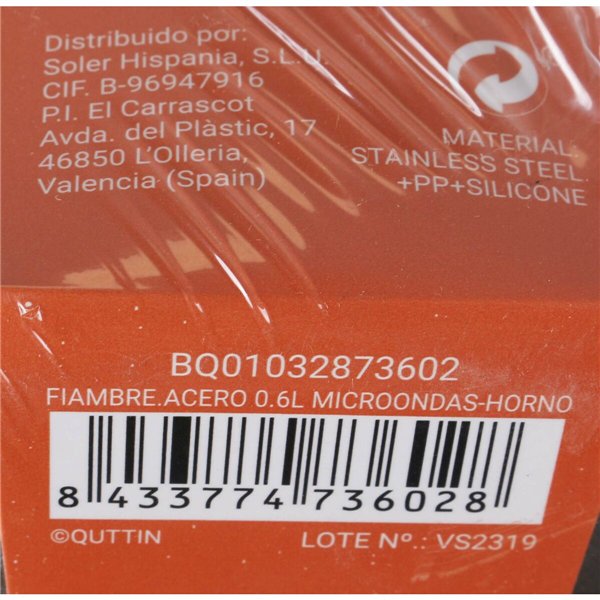 Distribuido por:
Soler Hispania, S.L.U.
CIF. B-96947916
P.I. El Carrascot
Avda. del Plàstic, 17
46850 L'Olleria,
Valencia (Spain)
MATERIAL:
STAINLESS STEEL
+PP+SILICONE
BQ01032873602
FIAMBRE.ACERO 0.6L MICROONDAS-HORNO
8 433774 736028
©QUTTIN
LOTE Nº.: VS2319